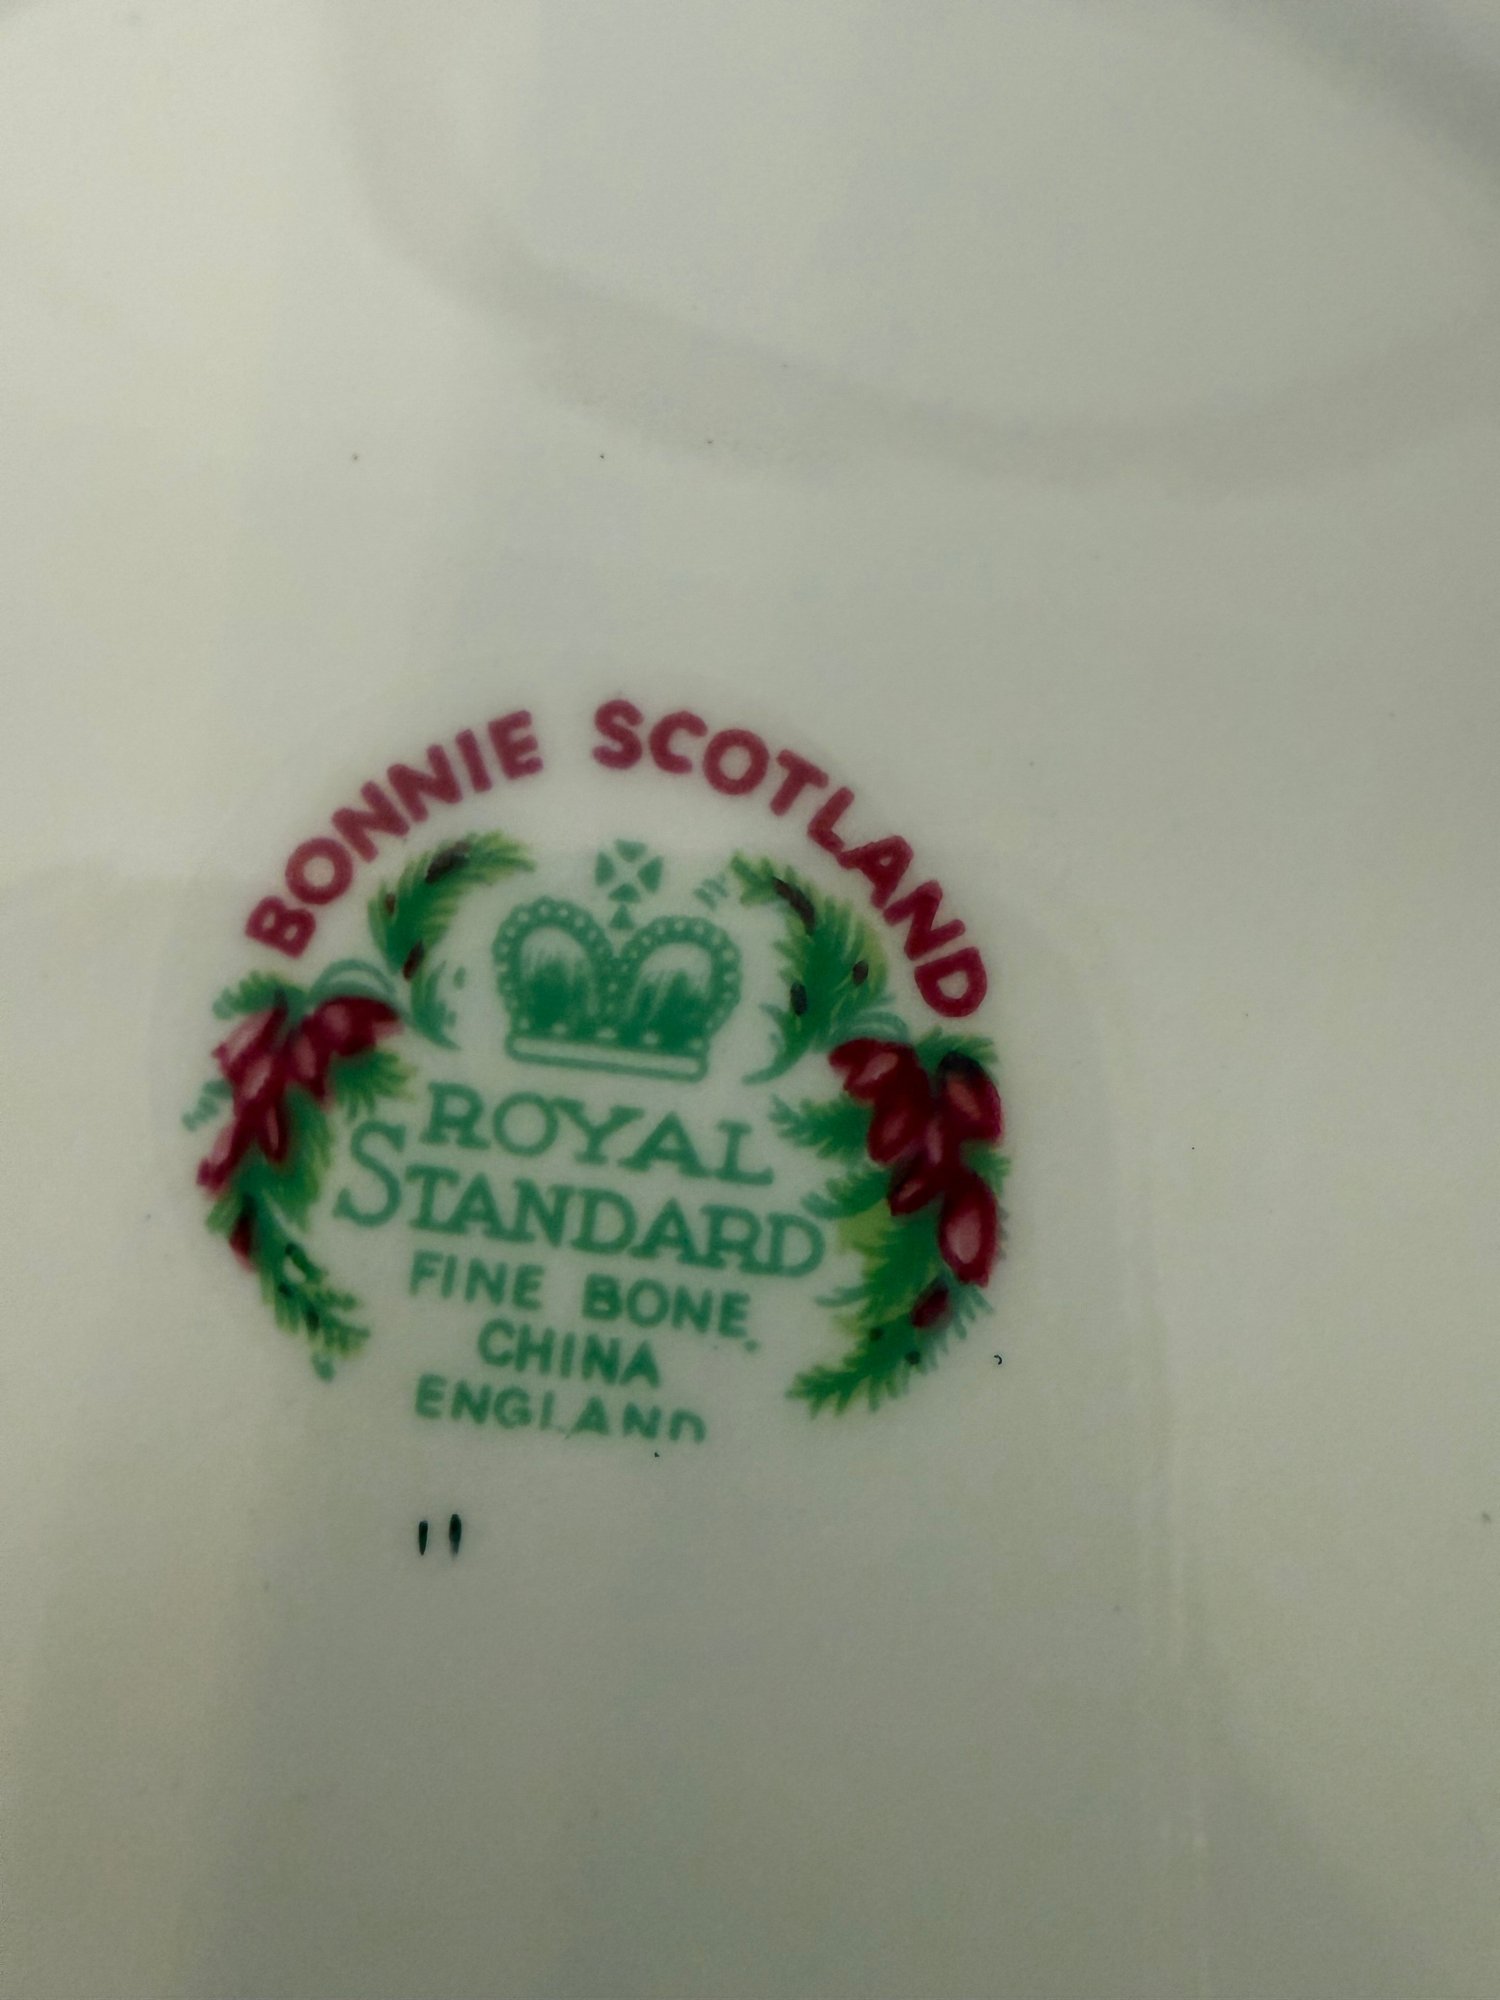 BONNIE SCOTLAND
ROYAL
STANDARD
FINE BONE
CHINA
ENGLAND